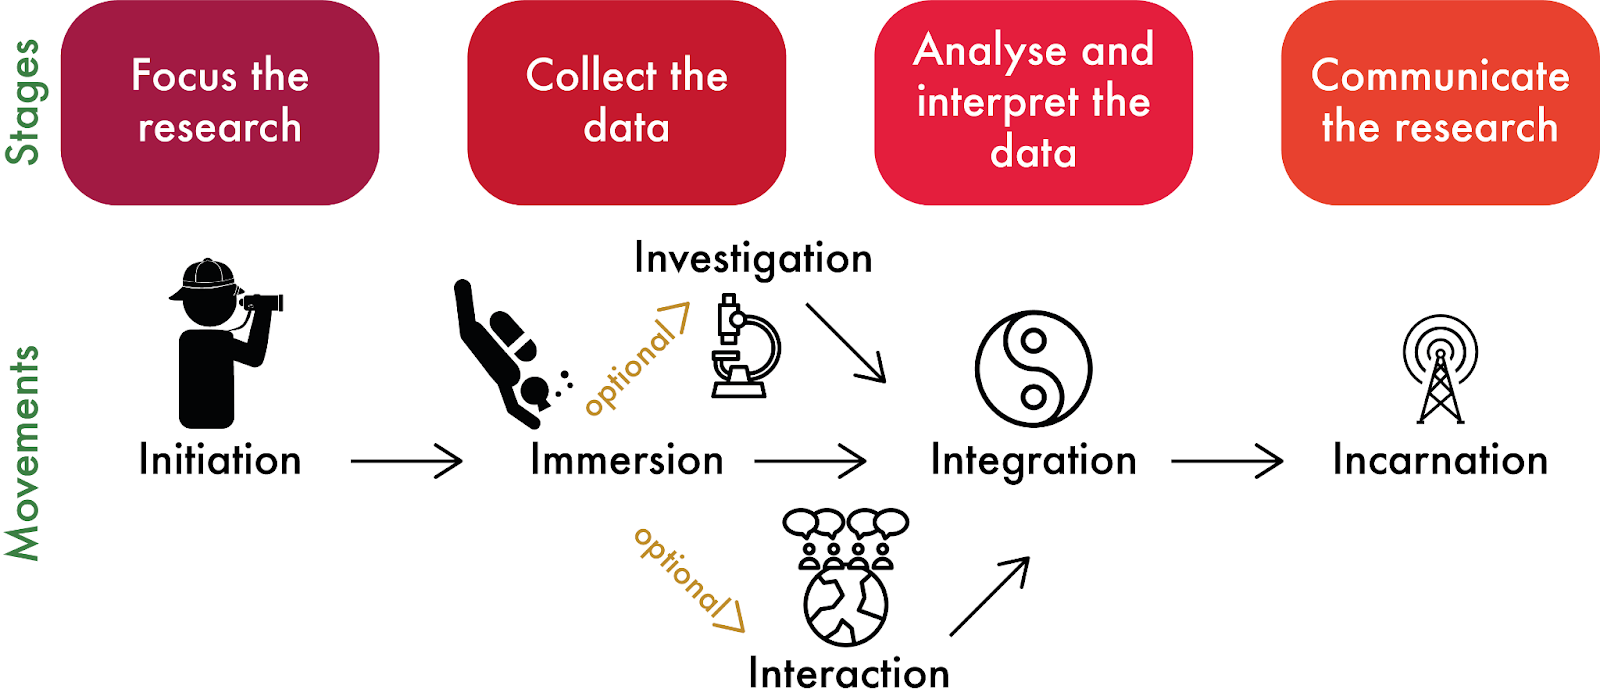 Stages
Focus the
research
Collect the
data
Analyse and
interpret the
data
Communicate
the research
Movements
Initiation
Immersion
optional
Investigation
optional
Interaction
Integration
Incarnation